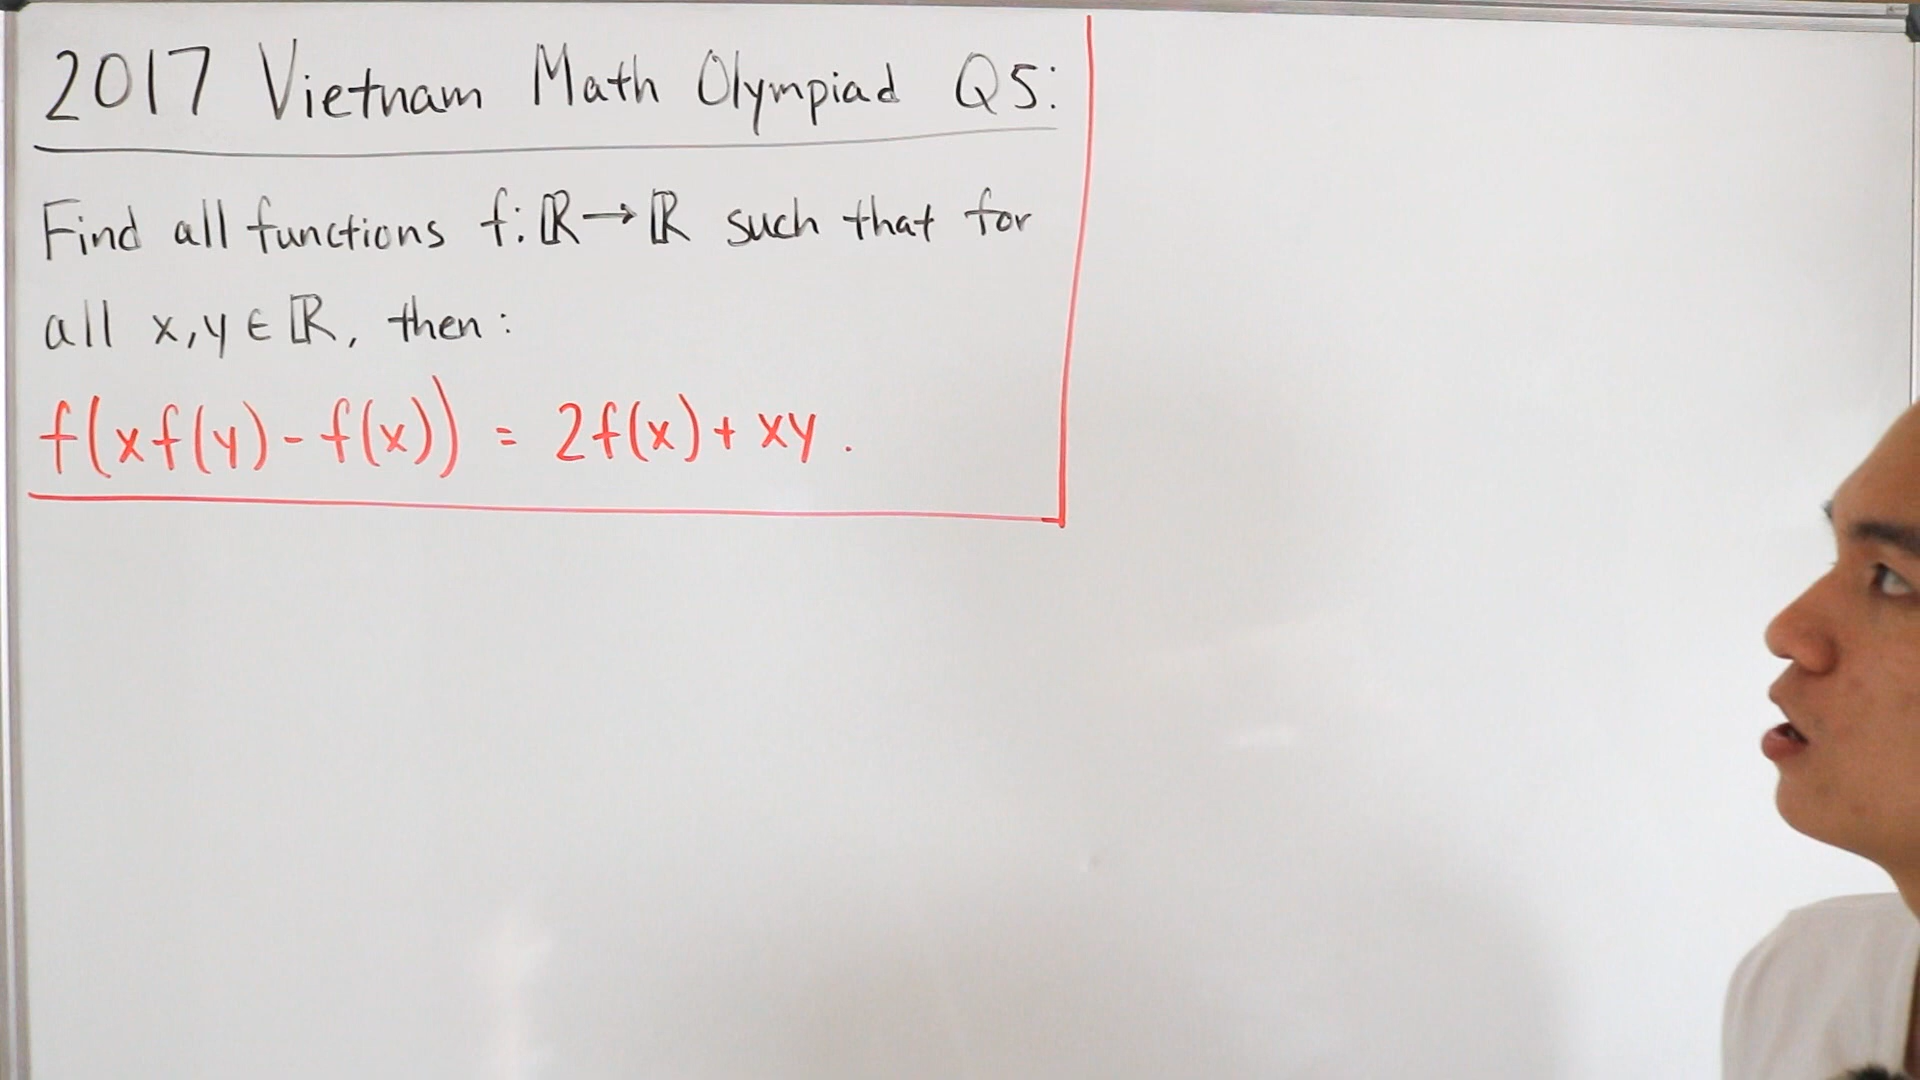 2017 Vietnam Math Olympiad Q5:
Find all functions f: ℝ→ℝ such that for
all x,y ∈ ℝ, then:
f(xf(y)-f(x)) = 2f(x)+xy.